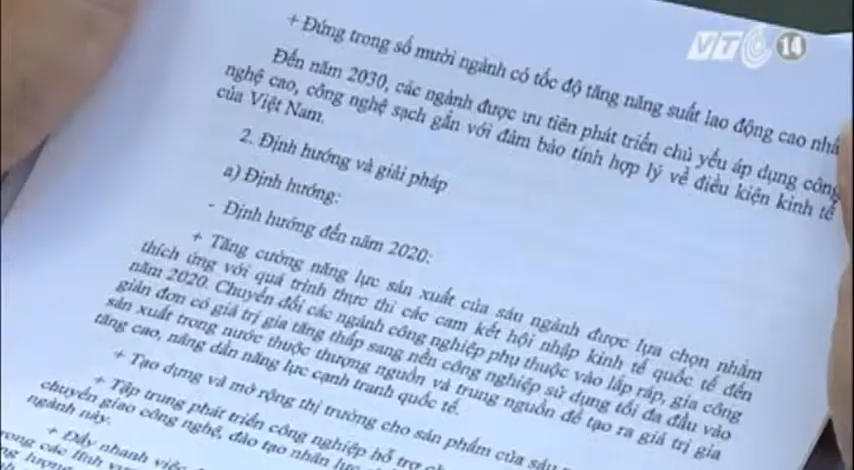 VTC 14
+ Đứng trong số mười ngành có tốc độ tăng năng suất lao động cao
Đến năm 2030, các ngành được ưu tiên phát triển chủ yếu áp dụng công
nghệ cao, công nghệ sạch gắn với đảm bảo tính hợp lý về điều kiện kinh tế
của Việt Nam.
2. Định hướng và giải pháp
a) Định hướng:
- Định hướng đến năm 2020:
+ Tăng cường năng lực sản xuất của sáu ngành được lựa chọn nhằm
thích ứng với quá trình thực thi các cam kết hội nhập kinh tế quốc tế đến
năm 2020. Chuyển đổi các ngành công nghiệp phụ thuộc vào lắp ráp, gia công
giản đơn có giá trị gia tăng thấp sang nền công nghiệp sử dụng tối đa đầu vào
sản xuất trong nước thuộc thượng nguồn và trung nguồn để tạo ra giá trị gia
tăng cao, nâng dần năng lực cạnh tranh quốc tế.
+ Tạo dựng và mở rộng thị trường cho sản phẩm của sáu
+ Tập trung phát triển công nghiệp hỗ trợ
chuyển giao công nghệ, đào tạo nhân lực
ngành này.
+ Đẩy nhanh việc
trong các lĩnh
lượng